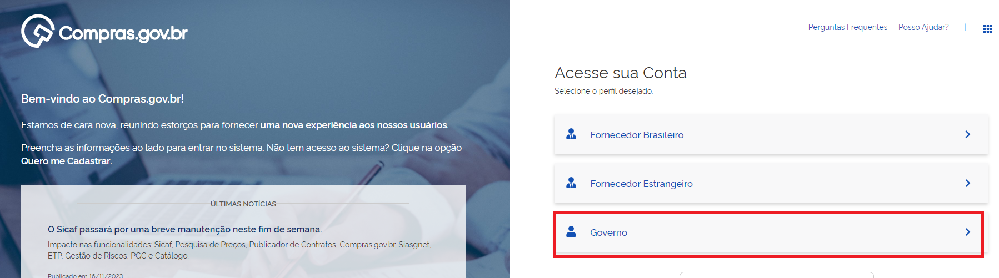 Compras.gov.br
Bem-vindo ao Compras.gov.br!
Estamos de cara nova, reunindo esforços para fornecer uma nova experiência aos nossos usuários.
Preencha as informações ao lado para entrar no sistema. Não tem acesso ao sistema? Clique na opção
Quero me Cadastrar.
ÚLTIMAS NOTÍCIAS
O Sicaf passará por uma breve manutenção neste fim de semana.
Impacto nas funcionalidades: Sicaf, Pesquisa de Preços, Publicador de Contratos, Compras.gov.br, Siasgnet,
ETP, Gestão de Riscos, PGC e Catálogo.
Publicado em 16/11/2023
Perguntas Frequentes Posso Ajudar? |
Acesse sua Conta
Selecione o perfil desejado.
Fornecedor Brasileiro
Fornecedor Estrangeiro
Governo